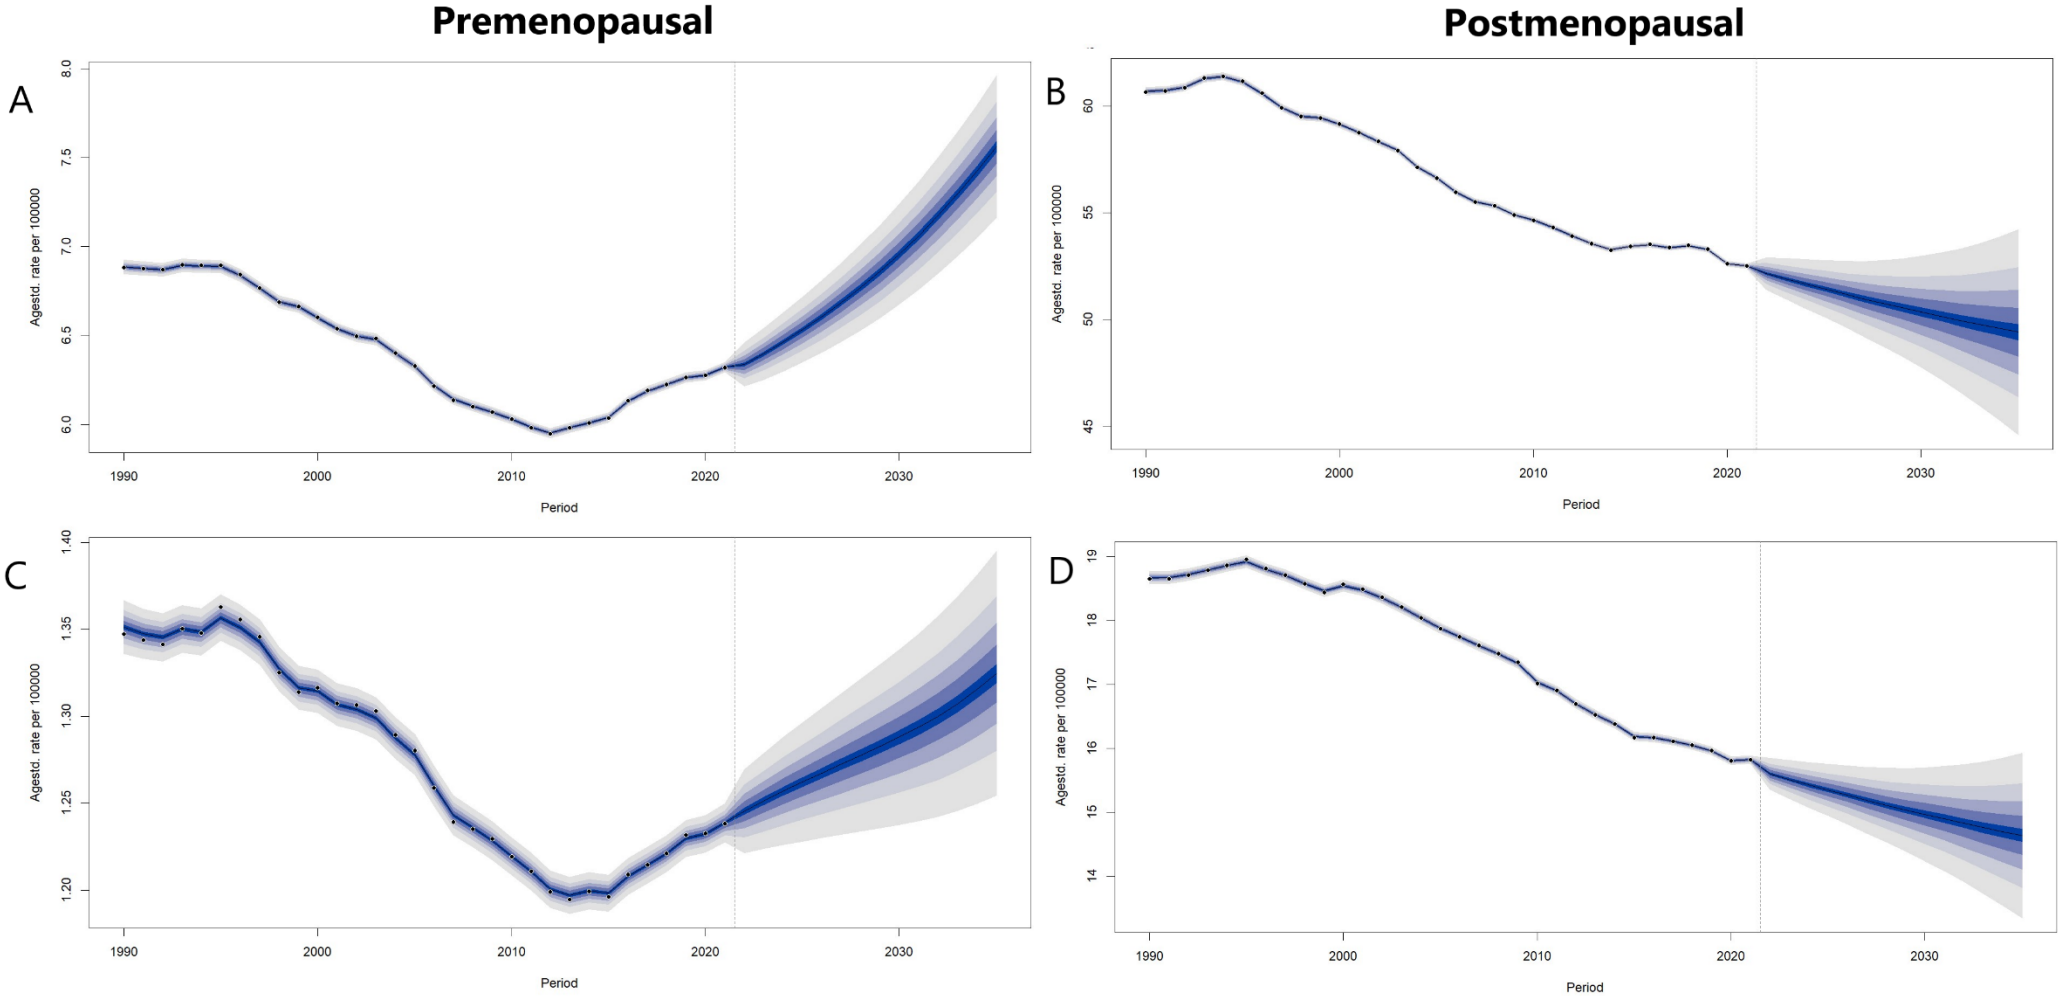 Premenopausal
Postmenopausal
A
8.0
7.5
7.0
6.5
6.0
Agestd. rate per 100000
1990 2000 2010 2020 2030
Period
B
60
55
50
45
Agestd. rate per 100000
1990 2000 2010 2020 2030
Period
C
1.40
1.35
1.30
1.25
1.20
Agestd. rate per 100000
1990 2000 2010 2020 2030
Period
D
19
18
17
16
15
14
Agestd. rate per 100000
1990 2000 2010 2020 2030
Period